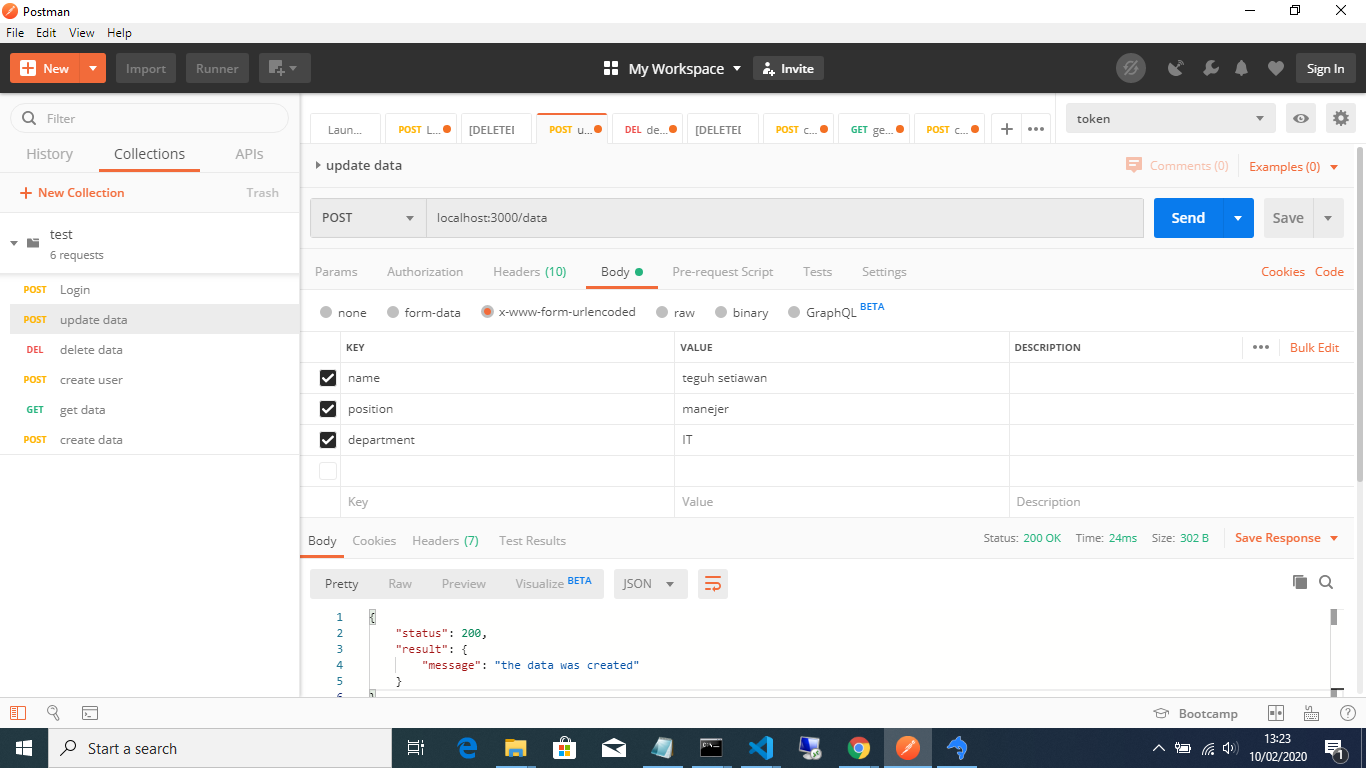 Postman
File Edit View Help
New Import Runner My Workspace Invite Sign In
Filter
History Collections APIs
New Collection Trash
test
6 requests
POST Login
POST update data
DEL delete data
POST create user
GET get data
POST create data
Laun... POST L... [DELETED POST u... DEL de... [DELETED POST c... GET ge... POST c... token
update data Comments (0) Examples (0)
POST localhost:3000/data Send Save
Params Authorization Headers (10) Body Pre-request Script Tests Settings Cookies Code
none form-data x-www-form-urlencoded raw binary GraphQL BETA
KEY VALUE DESCRIPTION Bulk Edit
name teguh setiawan
position manejer
department IT
Key Value Description
Body Cookies Headers (7) Test Results Status: 200 OK Time: 24ms Size: 302 B Save Response
Pretty Raw Preview Visualize BETA JSON
1 {
2 "status": 200,
3 "result": {
4 "message": "the data was created"
5 }
6 }
Bootcamp
Start a search
13:23
10/02/2020
1